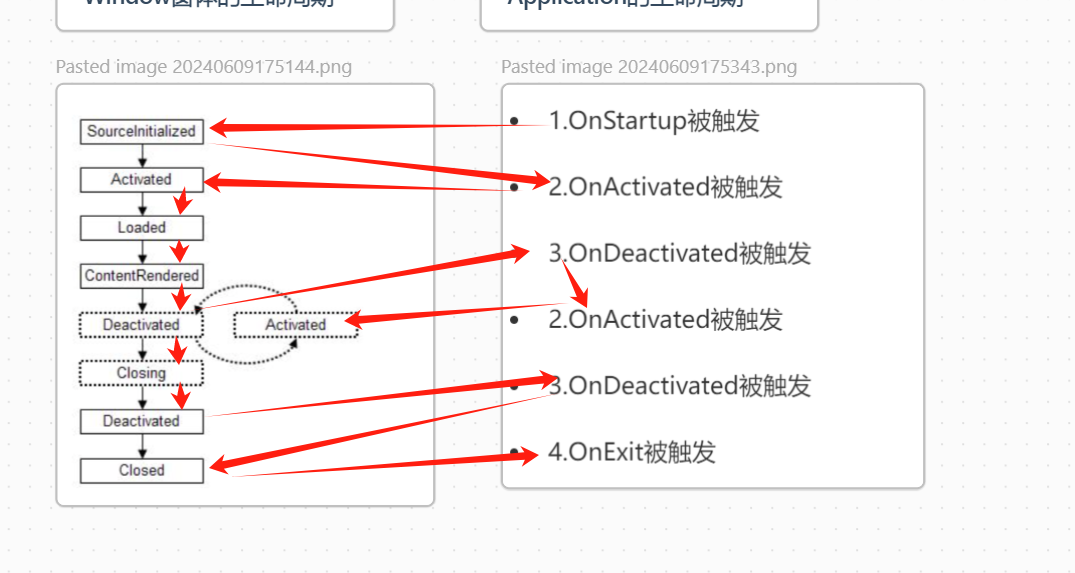 Window窗体的生命周期
Application的生命周期
Pasted image 20240609175144.png
Pasted image 20240609175343.png
SourceInitialized
Activated
Loaded
ContentRendered
Deactivated
Activated
Closing
Deactivated
Closed
1.OnStartup被触发
2.OnActivated被触发
3.OnDeactivated被触发
2.OnActivated被触发
3.OnDeactivated被触发
4.OnExit被触发